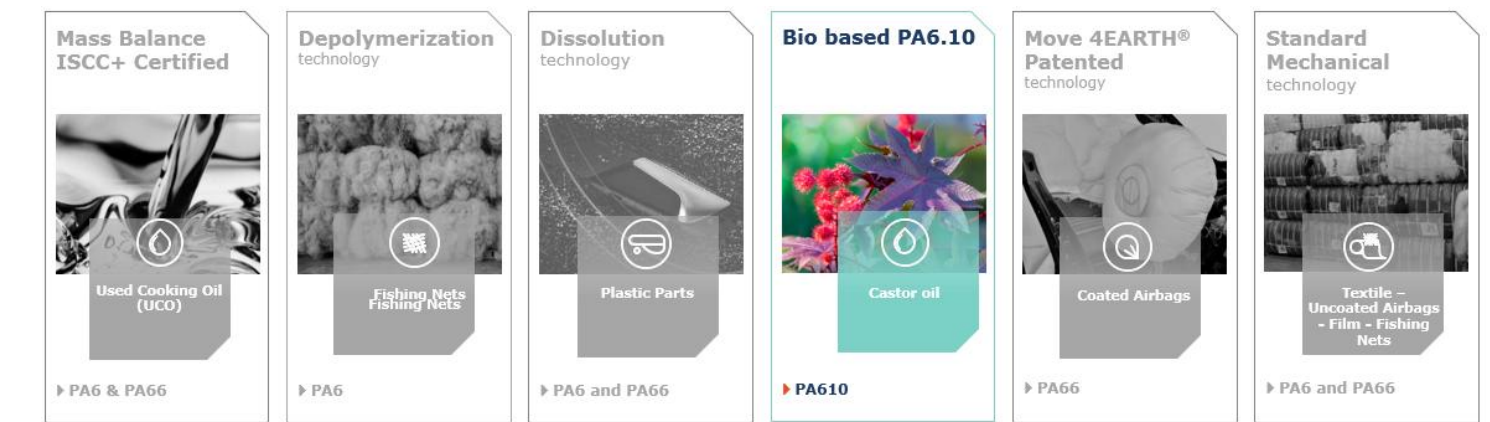 Mass Balance
ISCC+ Certified
Used Cooking Oil
(UCO)
PA6 & PA66
Depolymerization
technology
Fishing Nets
Fishing Nets
PA6
Dissolution
technology
Plastic Parts
PA6 and PA66
Bio based PA6.10
Castor oil
PA610
Move 4EARTH®
Patented
technology
Coated Airbags
PA66
Standard
Mechanical
technology
Textile –
Uncoated Airbags
- Film - Fishing
Nets
PA6 and PA66